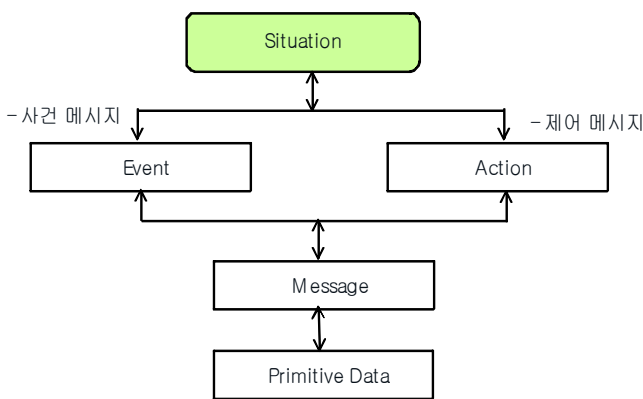 Situation
-사건 메시지
-제어 메시지
Event
Action
Message
Primitive Data